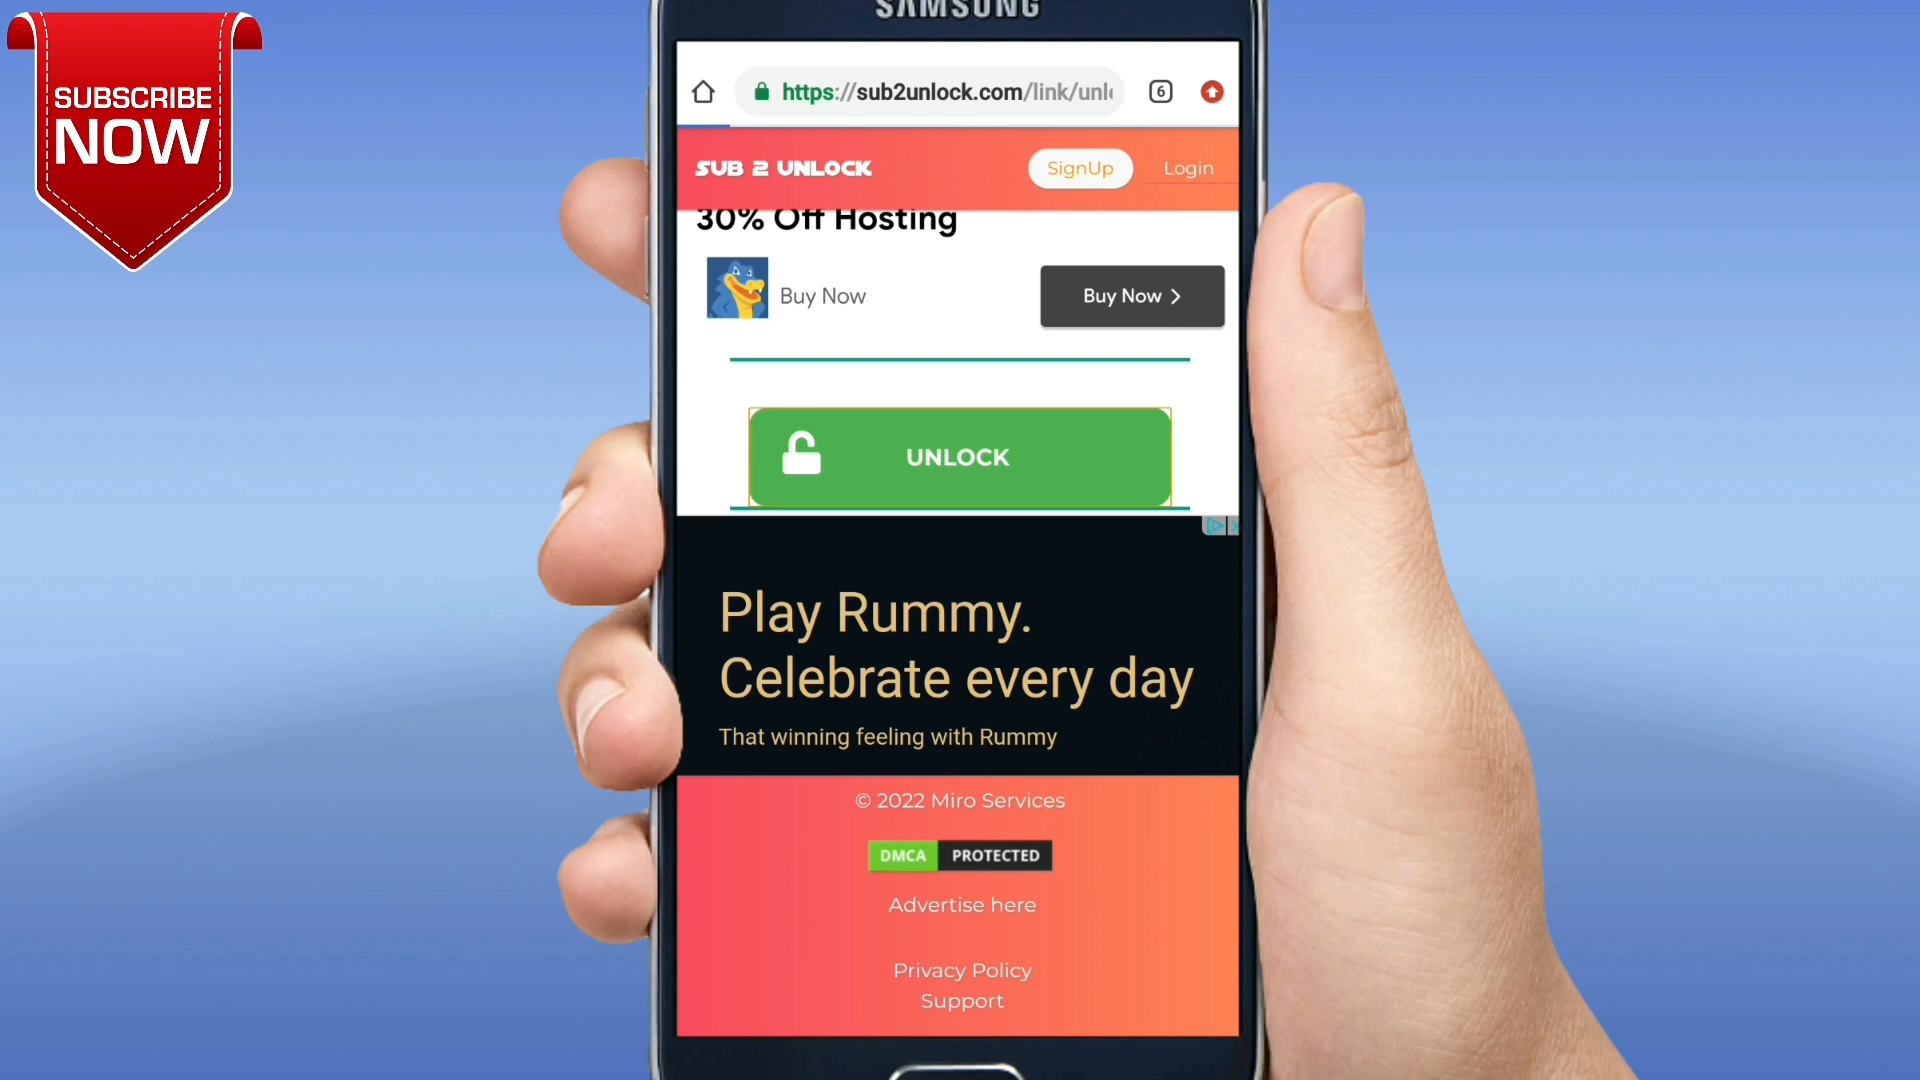 SUBSCRIBE
NOW
SAMSUNG
https://sub2unlock.com/link/unl
6
SUB 2 UNLOCK
SignUp
Login
30% Off Hosting
Buy Now
Buy Now
UNLOCK
Play Rummy.
Celebrate every day
That winning feeling with Rummy
© 2022 Miro Services
DMCA PROTECTED
Advertise here
Privacy Policy
Support